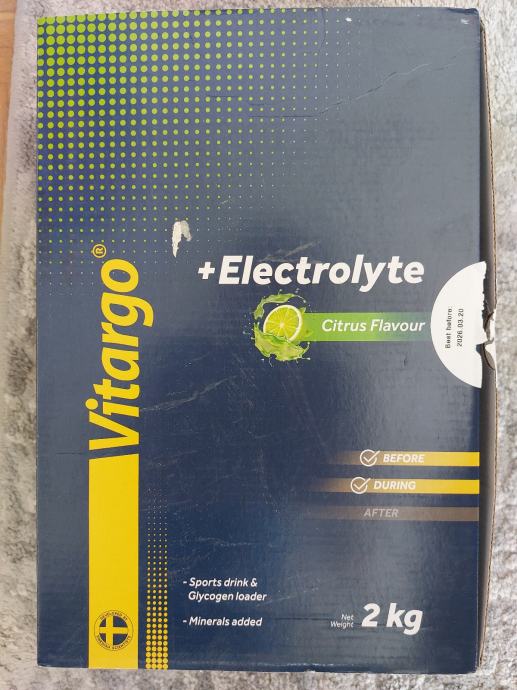 Vitargo®
+Electrolyte
Citrus Flavour
Best before:
2026.03.20
BEFORE
DURING
AFTER
- Sports drink &
Glycogen loader
- Minerals added
Net
Weight
2 kg